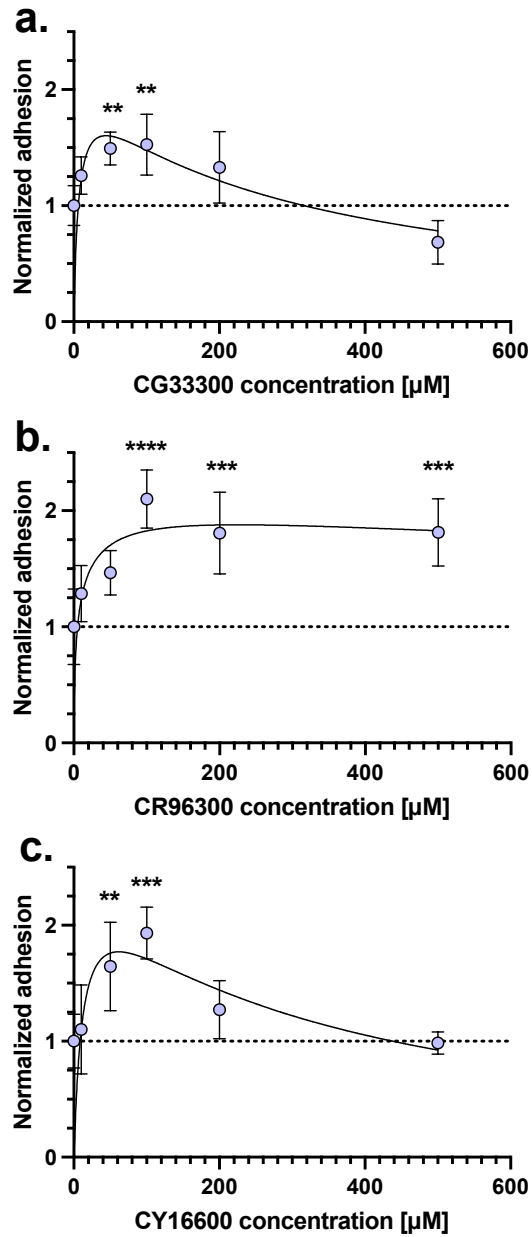 a.
Normalized adhesion
2
1
0
** **
0 200 400 600
CG33300 concentration [µM]
b.
Normalized adhesion
2
1
0
**** *** ***
0 200 400 600
CR96300 concentration [µM]
c.
Normalized adhesion
2
1
0
** ***
0 200 400 600
CY16600 concentration [µM]